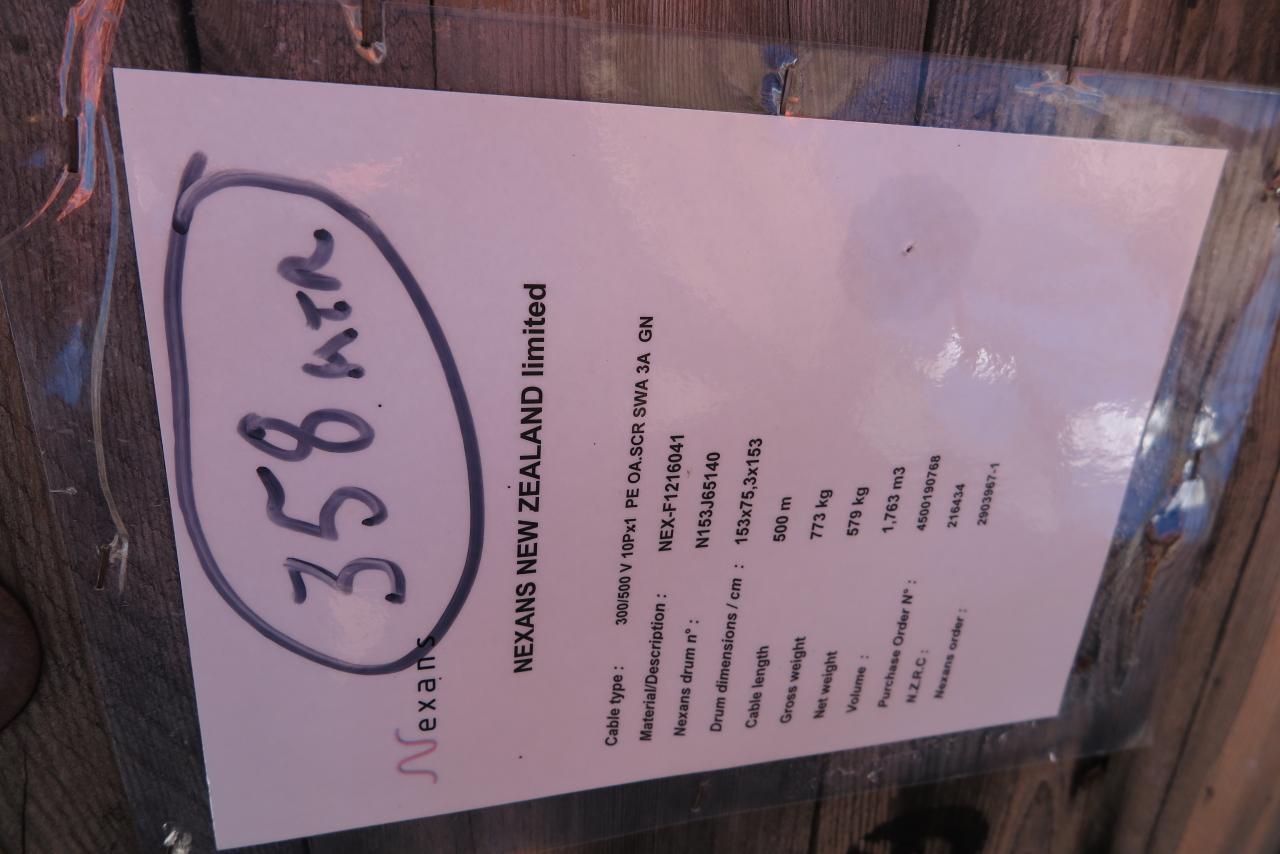 358 MTR
Nexans
NEXANS NEW ZEALAND limited
Cable type : 300/500 V 10Px1 PE OA.SCR SWA 3A GN
Material/Description : NEX-F1216041
Nexans drum n° : N153J65140
Drum dimensions / cm : 153x75,3x153
Cable length 500 m
Gross weight 773 kg
Net weight 579 kg
Volume : 1,763 m3
Purchase Order N° : 4500190768
N.Z.R.C : 216434
Nexans order : 2903967-1